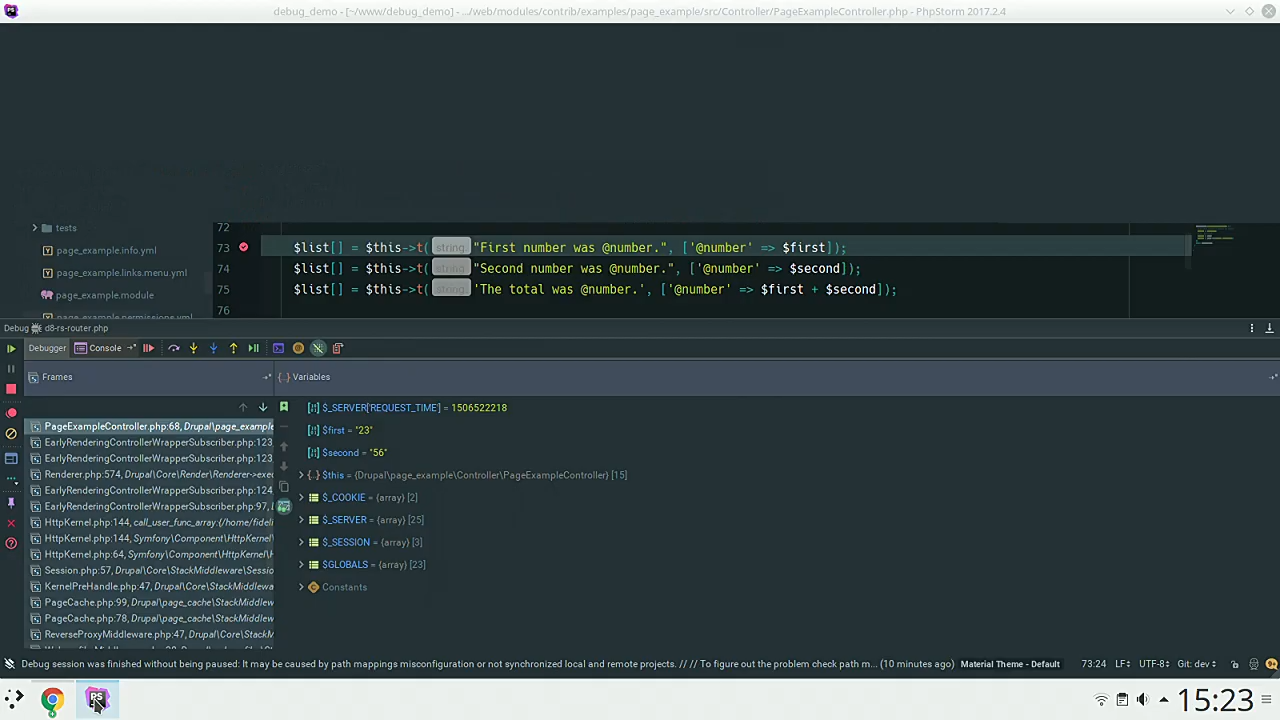 debug_demo - [~/www/debug_demo] - .../web/modules/contrib/examples/page_example/src/Controller/PageExampleController.php - PhpStorm 2017.2.4
tests
page_example.info.yml
page_example.links.menu.yml
page_example.module
page_example.permissions.yml
72
73 $list[] = $this->t( string: "First number was @number.", ['@number' => $first]);
74 $list[] = $this->t( string: "Second number was @number.", ['@number' => $second]);
75 $list[] = $this->t( string: 'The total was @number.', ['@number' => $first + $second]);
76
Debug d8-rs-router.php
Debugger Console
Frames
Variables
PageExampleController.php:68, Drupal\page_example
EarlyRenderingControllerWrapperSubscriber.php:123
EarlyRenderingControllerWrapperSubscriber.php:123
Renderer.php:574, Drupal\Core\Render\Renderer->exec
EarlyRenderingControllerWrapperSubscriber.php:124
EarlyRenderingControllerWrapperSubscriber.php:97,
HttpKernel.php:144, call_user_func_array:{/home/fideli
HttpKernel.php:144, Symfony\Component\HttpKernel
HttpKernel.php:64, Symfony\Component\HttpKernel
Session.php:57, Drupal\Core\StackMiddleware\Sessio
KernelPreHandle.php:47, Drupal\Core\StackMiddlewa
PageCache.php:99, Drupal\page_cache\StackMiddlew
PageCache.php:78, Drupal\page_cache\StackMiddlew
ReverseProxyMiddleware.php:47, Drupal\Core\StackM
$_SERVER[REQUEST_TIME] = 1506522218
$first = "23"
$second = "56"
$this = {Drupal\page_example\Controller\PageExampleController} [15]
$_COOKIE = {array} [2]
$_SERVER = {array} [25]
$_SESSION = {array} [3]
$GLOBALS = {array} [23]
Constants
Debug session was finished without being paused: It may be caused by path mappings misconfiguration or not synchronized local and remote projects. // // To figure out the problem check path m... (10 minutes ago) Material Theme - Default 73:24 LF÷ UTF-8÷ Git: dev÷
PS
15:23